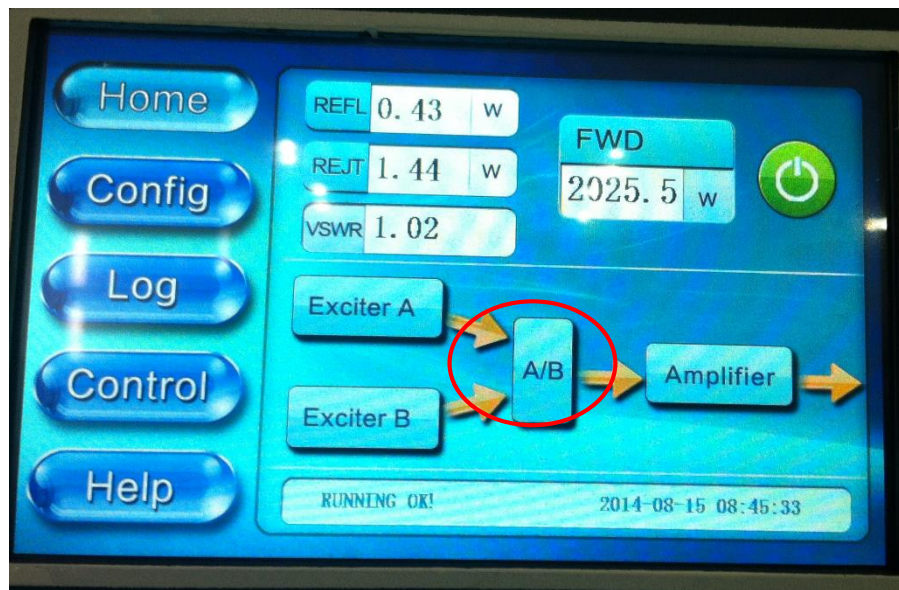 Home
Config
Log
Control
Help
REFL 0.43 W
REJT 1.44 W
VSWR 1.02
FWD
2025.5 W
Exciter A
Exciter B
A/B
Amplifier
RUNNING OK! 2014-08-15 08:45:33